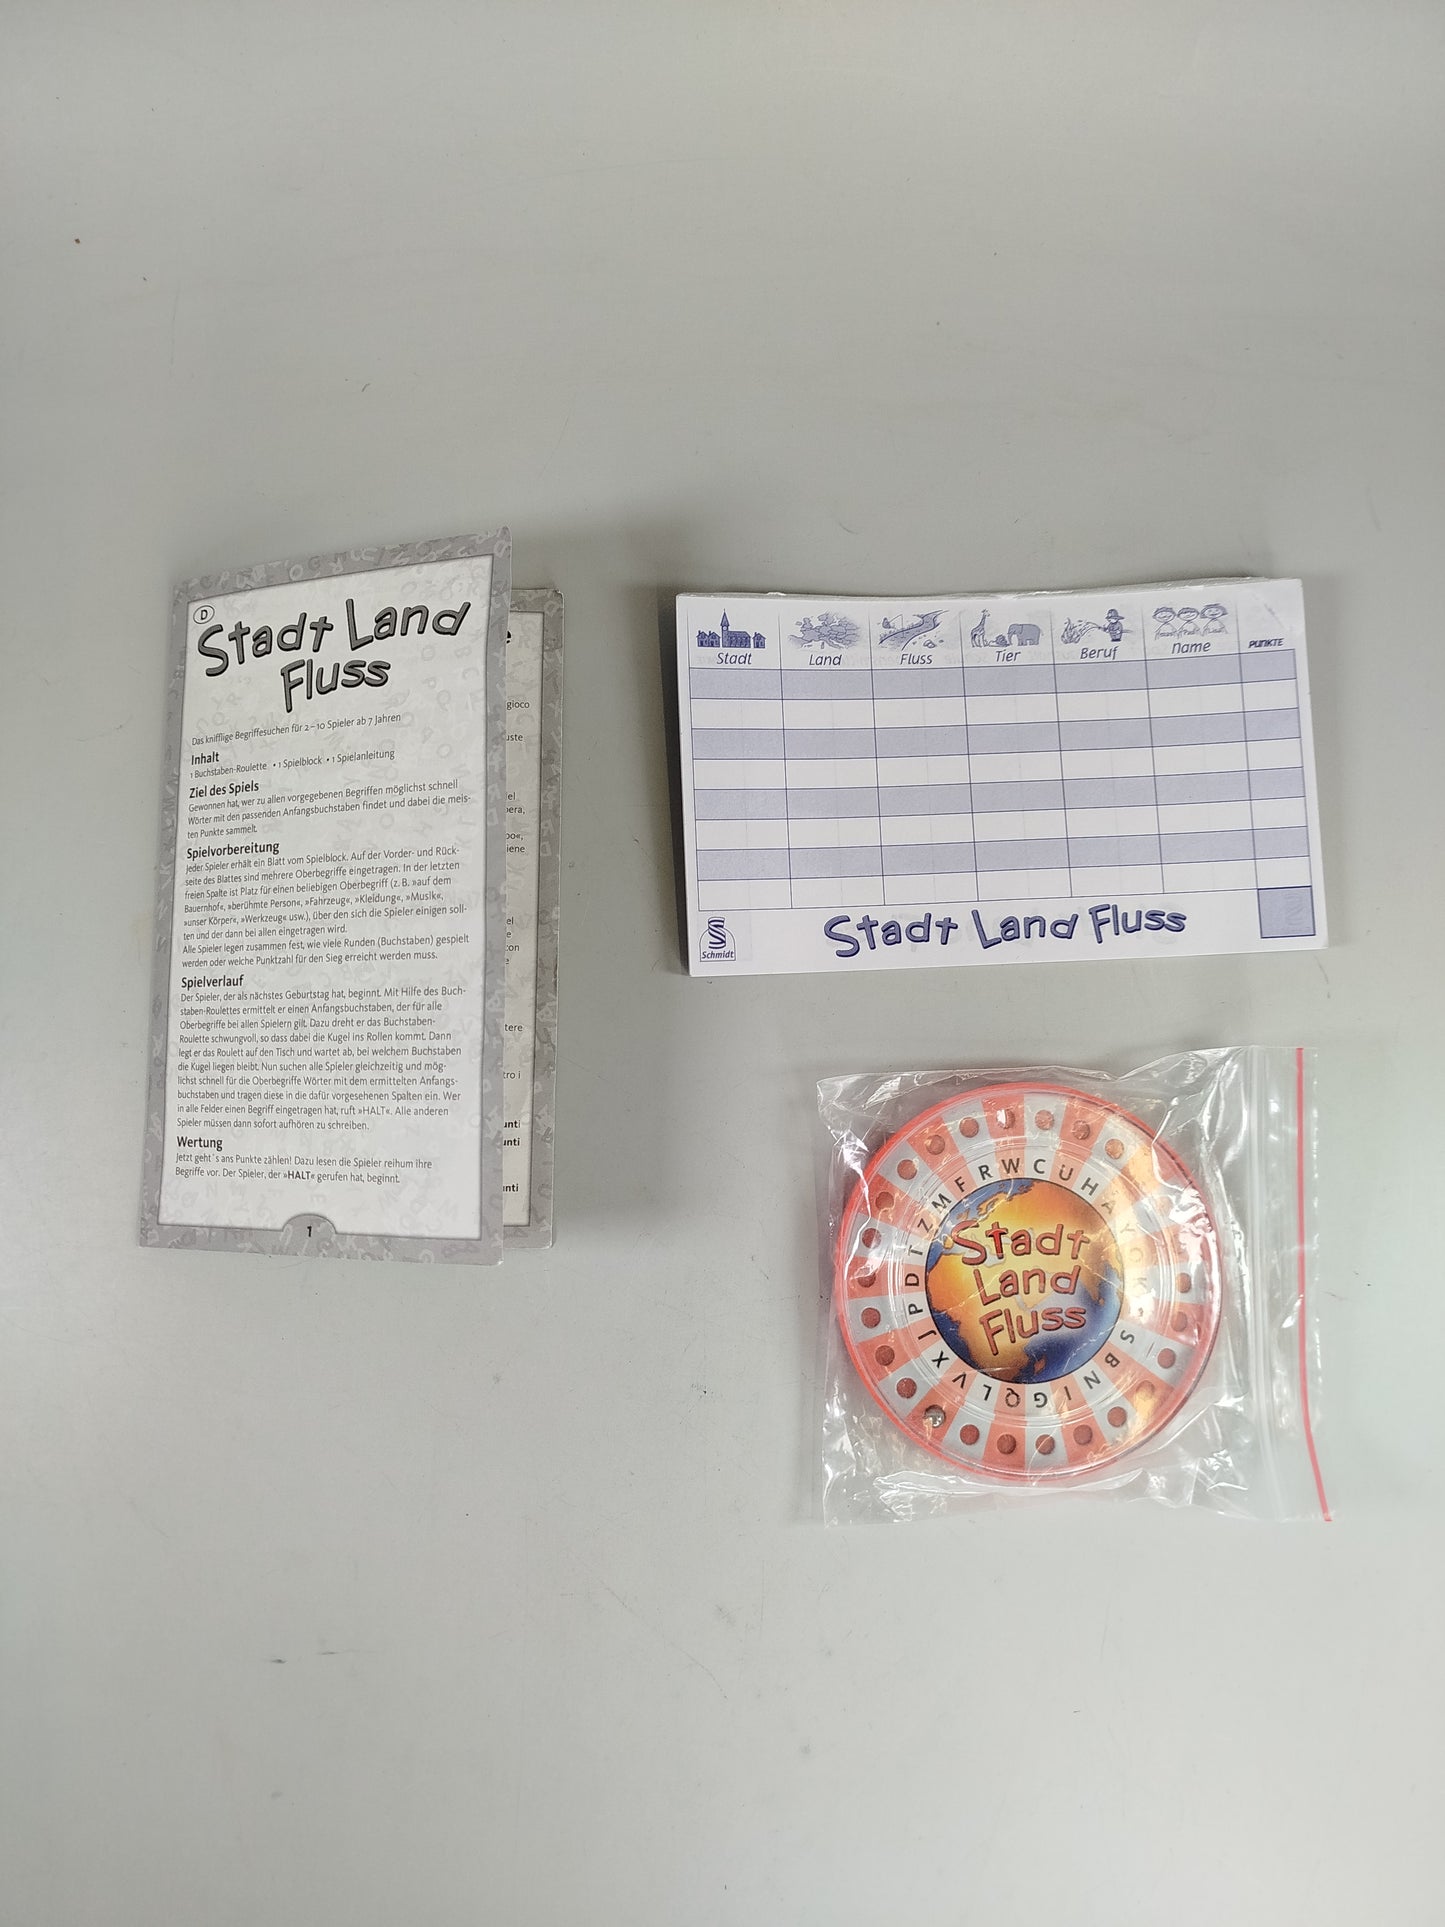 D
Stadt Land
Fluss
Das knifflige Begriffesuchen für 2–10 Spieler ab 7 Jahren
Inhalt
1 Buchstaben-Roulette • 1 Spielblock • 1 Spielanleitung
Ziel des Spiels
Gewonnen hat, wer zu allen vorgegebenen Begriffen möglichst schnell
Wörter mit den passenden Anfangsbuchstaben findet und dabei die meis-
ten Punkte sammelt.
Spielvorbereitung
Jeder Spieler erhält ein Blatt vom Spielblock. Auf der Vorder- und Rück-
seite des Blattes sind mehrere Oberbegriffe eingetragen. In der letzten
freien Spalte ist Platz für einen beliebigen Oberbegriff (z. B. »auf dem
Bauernhof«, »berühmte Person«, »Fahrzeug«, »Kleidung«, »Musik«,
»unser Körper«, »Werkzeug« usw.), über den sich die Spieler einigen soll-
ten und der dann bei allen eingetragen wird.
Alle Spieler legen zusammen fest, wie viele Runden (Buchstaben) gespielt
werden oder welche Punktzahl für den Sieg erreicht werden muss.
Spielverlauf
Der Spieler, der als nächstes Geburtstag hat, beginnt. Mit Hilfe des Buch-
staben-Roulettes ermittelt er einen Anfangsbuchstaben, der für alle
Oberbegriffe bei allen Spielern gilt. Dazu dreht er das Buchstaben-
Roulette schwungvoll, so dass dabei die Kugel ins Rollen kommt. Dann
legt er das Roulett auf den Tisch und wartet ab, bei welchem Buchstaben
die Kugel liegen bleibt. Nun suchen alle Spieler gleichzeitig und mög-
lichst schnell für die Oberbegriffe Wörter mit dem ermittelten Anfangs-
buchstaben und tragen diese in die dafür vorgesehenen Spalten ein. Wer
in alle Felder einen Begriff eingetragen hat, ruft »HALT«. Alle anderen
Spieler müssen dann sofort aufhören zu schreiben.
Wertung
Jetzt geht´s ans Punkte zählen! Dazu lesen die Spieler reihum ihre
Begriffe vor. Der Spieler, der »HALT« gerufen hat, beginnt.
1
gioco
Stadt Land Fluss Tier Beruf Name PUNKTE
Schmidt
Stadt Land Fluss
Z M F R W C U H A Y O K
S B N I G Q L V X J P D T
Stadt
Land
Fluss